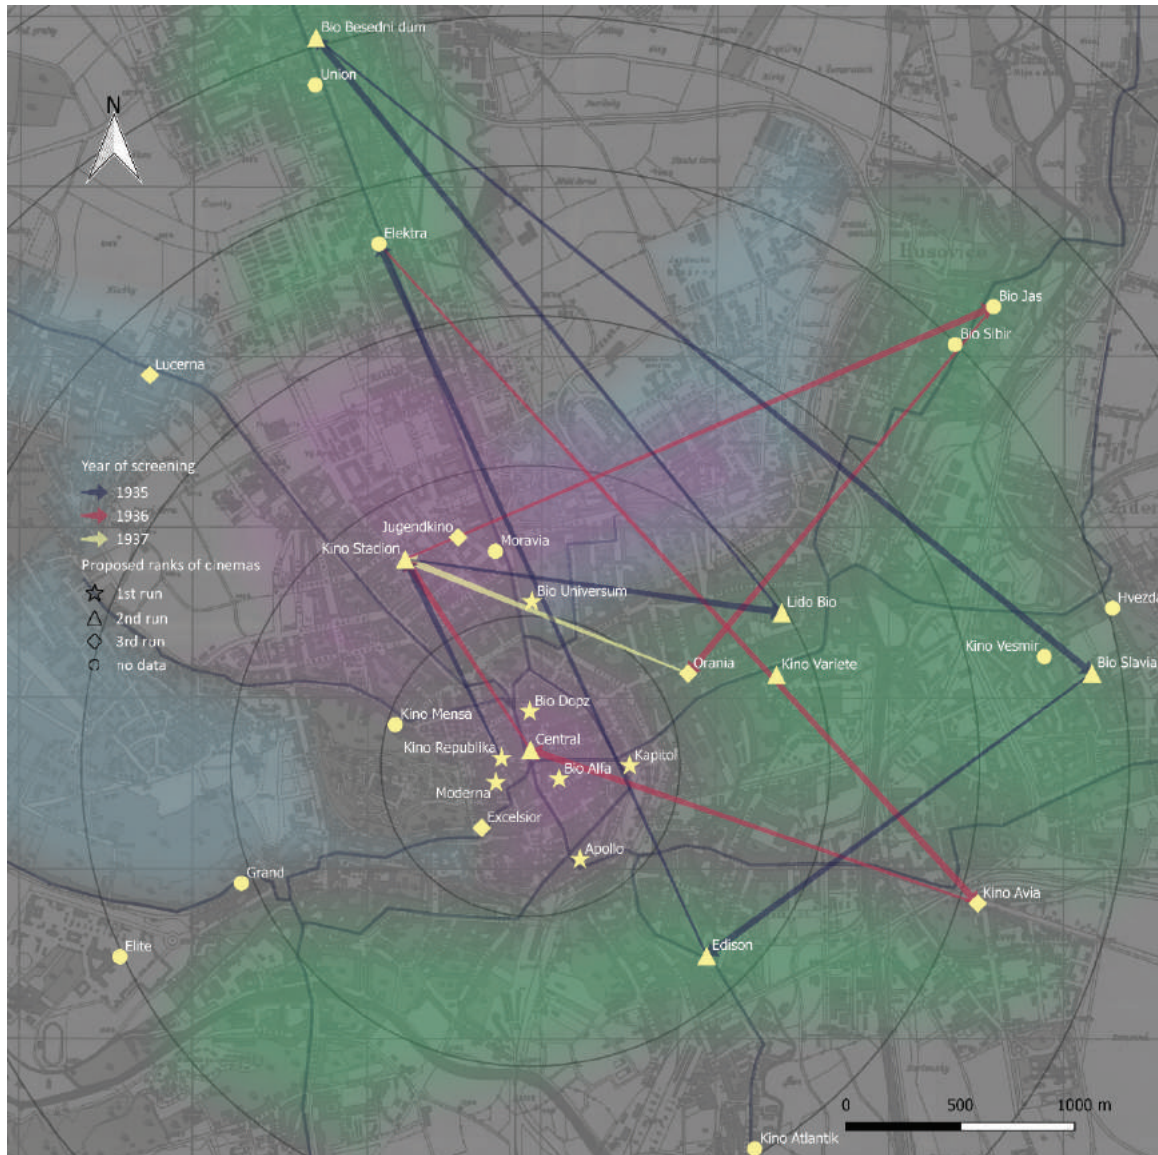 Bio Besedni dum
Union
N
Elektra
Husovice
Bio Jas
Bio Sibir
Lucerna
Year of screening
1935
1936
1937
Proposed ranks of cinemas
1st run
2nd run
3rd run
no data
Jugendkino
Moravia
Kino Stadion
Bio Universum
Lido Bio
Hvezda
Kino Vesmir
Orania
Kino Variete
Bio Slavia
Bio Dopz
Kino Mensa
Central
Kino Republika
Kapitol
Bio Alfa
Moderna
Excelsior
Apollo
Grand
Kino Avia
Elite
Edison
0 500 1000 m
Kino Atlantik